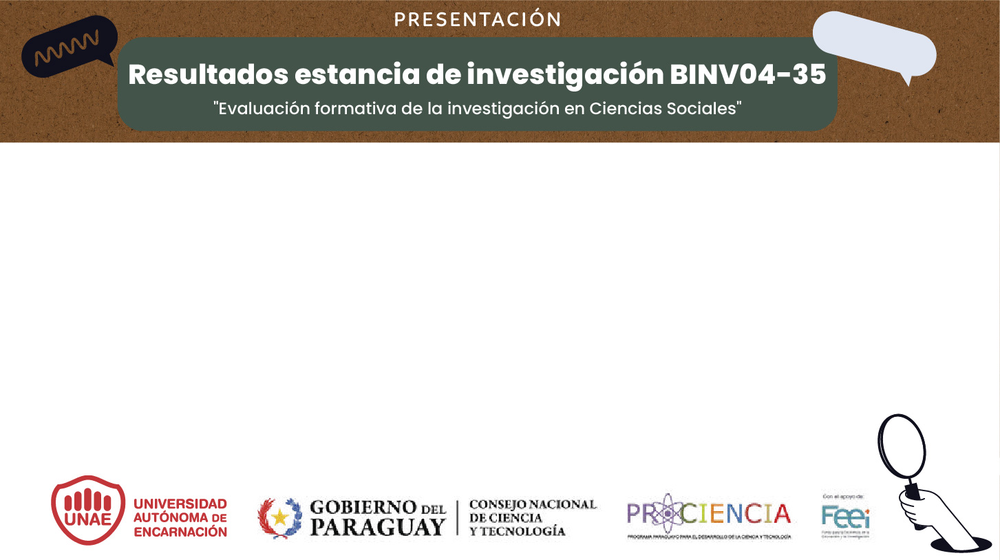 PRESENTACIÓN
Resultados estancia de investigación BINV04-35
"Evaluación formativa de la investigación en Ciencias Sociales"
UNAE
UNIVERSIDAD
AUTÓNOMA DE
ENCARNACIÓN
GOBIERNO DEL
PARAGUAY
CONSEJO NACIONAL
DE CIENCIA
Y TECNOLOGÍA
PROCIENCIA
PROGRAMA PARAGUAYO PARA EL DESARROLLO DE LA CIENCIA Y TECNOLOGÍA
Con el apoyo de:
Feei